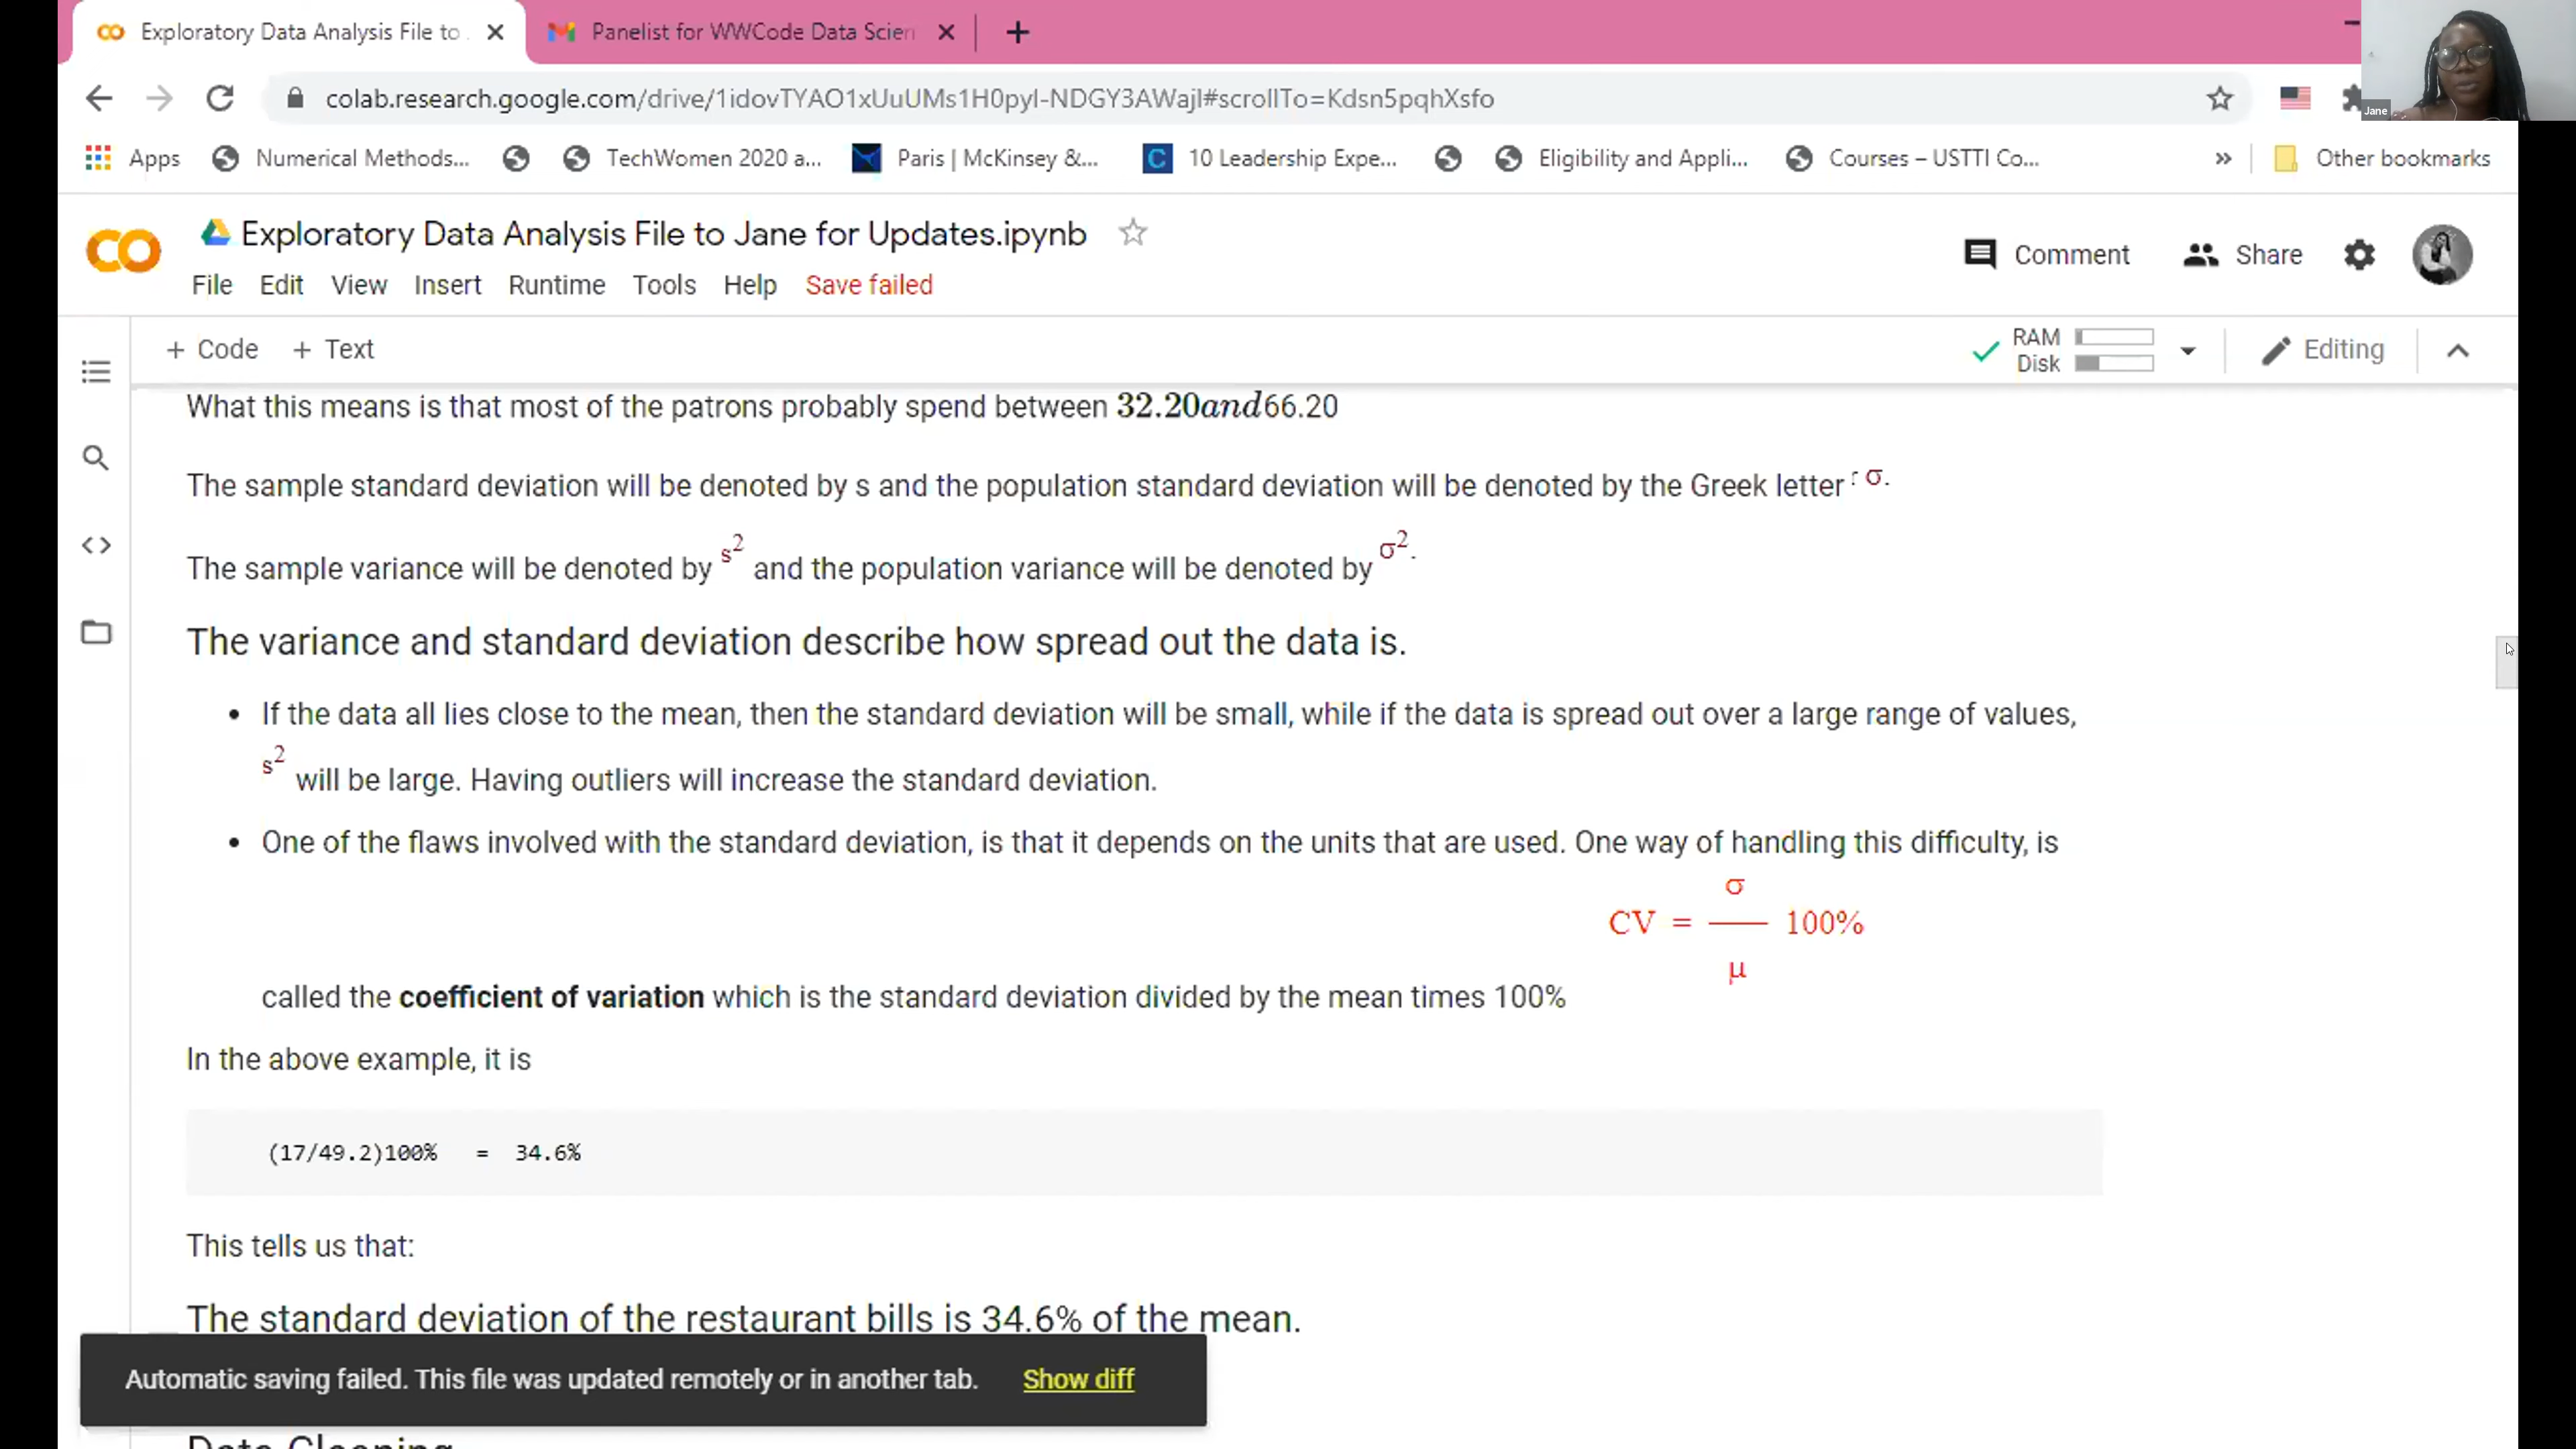 Exploratory Data Analysis File to
Panelist for WWCode Data Scien
colab.research.google.com/drive/1idovTYAO1xUuUMs1H0pyI-NDGY3AWajI#scrollTo=Kdsn5pqhXsfo
Jane
Apps Numerical Methods... TechWomen 2020 a... Paris | McKinsey &... 10 Leadership Expe... Eligibility and Appli... Courses – USTTI Co... » Other bookmarks
Exploratory Data Analysis File to Jane for Updates.ipynb
Comment Share
File Edit View Insert Runtime Tools Help Save failed
+ Code + Text
RAM
Disk
Editing
What this means is that most of the patrons probably spend between 32.20and66.20
The sample standard deviation will be denoted by s and the population standard deviation will be denoted by the Greek letter σ.
The sample variance will be denoted by s² and the population variance will be denoted by σ².
The variance and standard deviation describe how spread out the data is.
• If the data all lies close to the mean, then the standard deviation will be small, while if the data is spread out over a large range of values,
s² will be large. Having outliers will increase the standard deviation.
• One of the flaws involved with the standard deviation, is that it depends on the units that are used. One way of handling this difficulty, is
σ
CV = — 100%
μ
called the coefficient of variation which is the standard deviation divided by the mean times 100%
In the above example, it is
(17/49.2)100% = 34.6%
This tells us that:
The standard deviation of the restaurant bills is 34.6% of the mean.
Automatic saving failed. This file was updated remotely or in another tab. Show diff
Data Cleaning